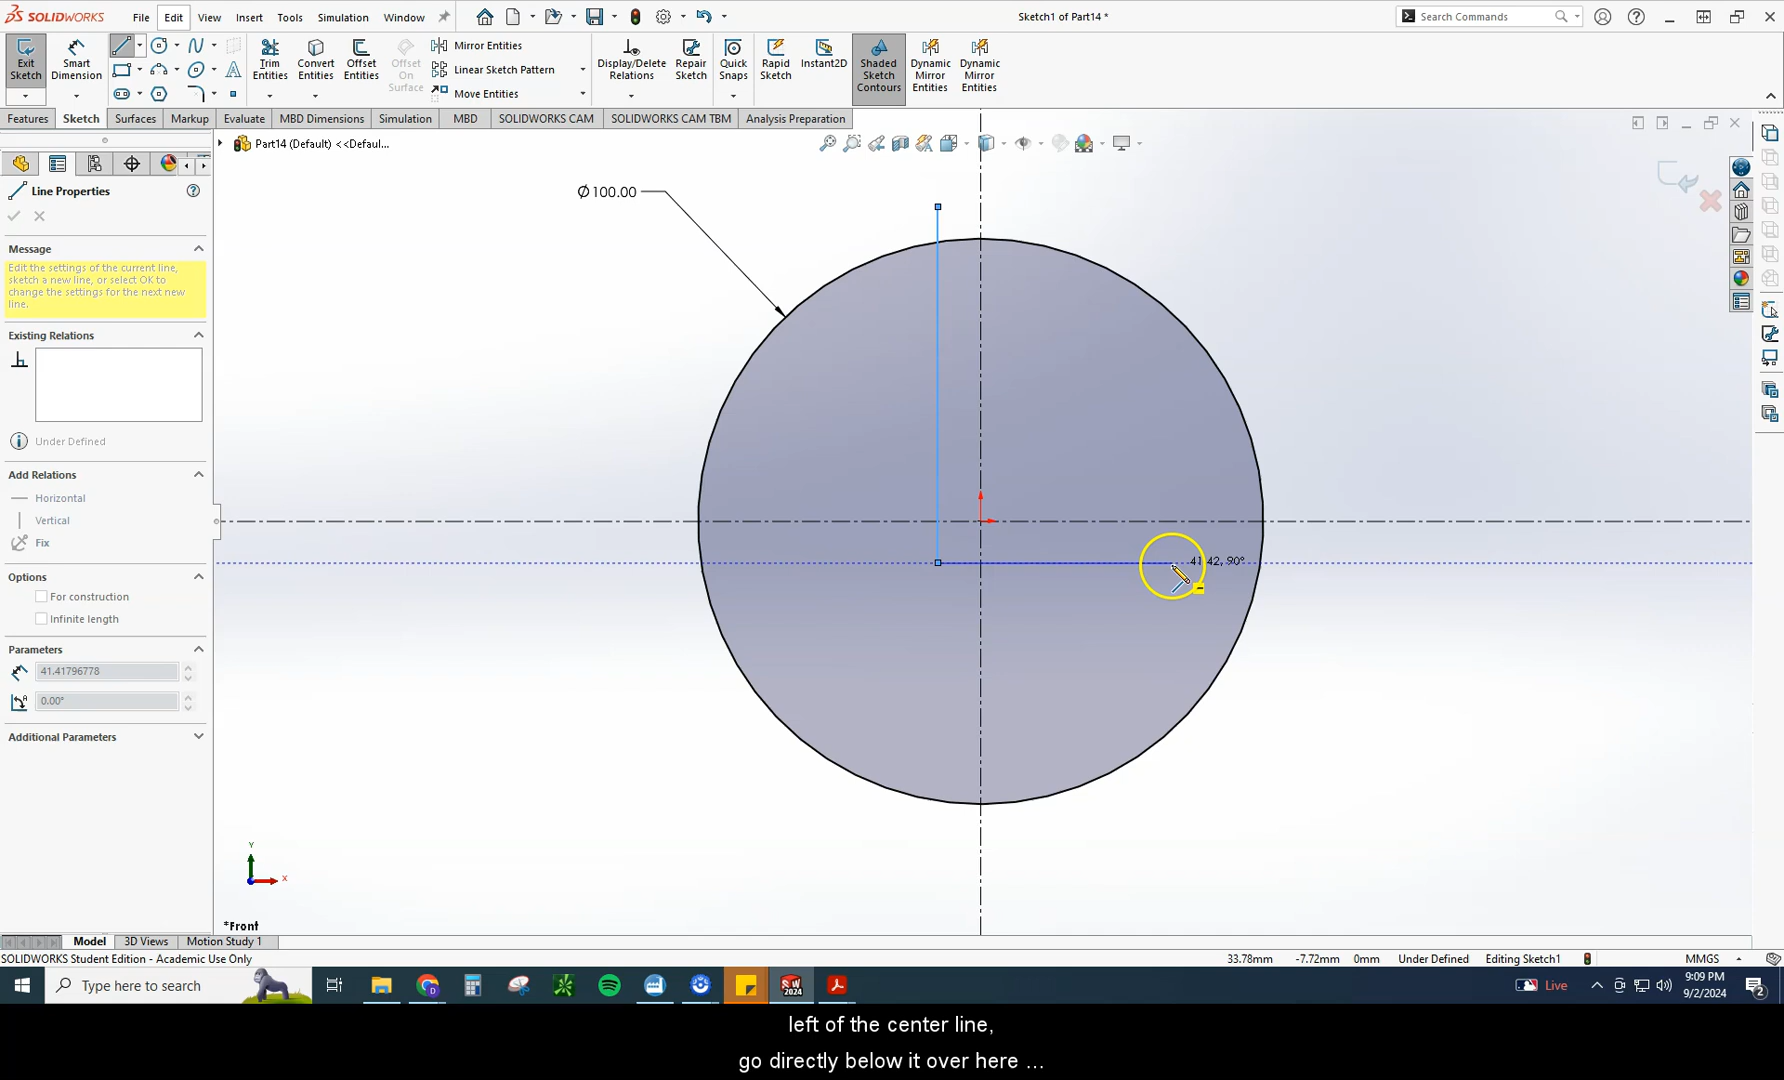 SOLIDWORKS
File
Edit
View
Insert
Tools
Simulation
Window
Sketch1 of Part14 *
Search Commands
Exit Sketch
Smart Dimension
Trim Entities
Convert Entities
Offset Entities
Offset On Surface
Mirror Entities
Linear Sketch Pattern
Move Entities
Display/Delete Relations
Repair Sketch
Quick Snaps
Rapid Sketch
Instant2D
Shaded Sketch Contours
Dynamic Mirror Entities
Dynamic Mirror Entities
Features
Sketch
Surfaces
Markup
Evaluate
MBD Dimensions
Simulation
MBD
SOLIDWORKS CAM
SOLIDWORKS CAM TBM
Analysis Preparation
Part14 (Default) <<Defaul...
Line Properties
Message
Edit the settings of the current line,
sketch a new line, or select OK to
change the settings for the next new
line.
Existing Relations
Under Defined
Add Relations
Horizontal
Vertical
Fix
Options
For construction
Infinite length
Parameters
41.41796778
0.00°
Additional Parameters
Ø100.00
41.42, 90°
Y
X
*Front
Model
3D Views
Motion Study 1
SOLIDWORKS Student Edition - Academic Use Only
33.78mm
-7.72mm
0mm
Under Defined
Editing Sketch1
MMGS
Type here to search
SW 2024
Live
9:09 PM
9/2/2024
2
left of the center line,
go directly below it over here ...